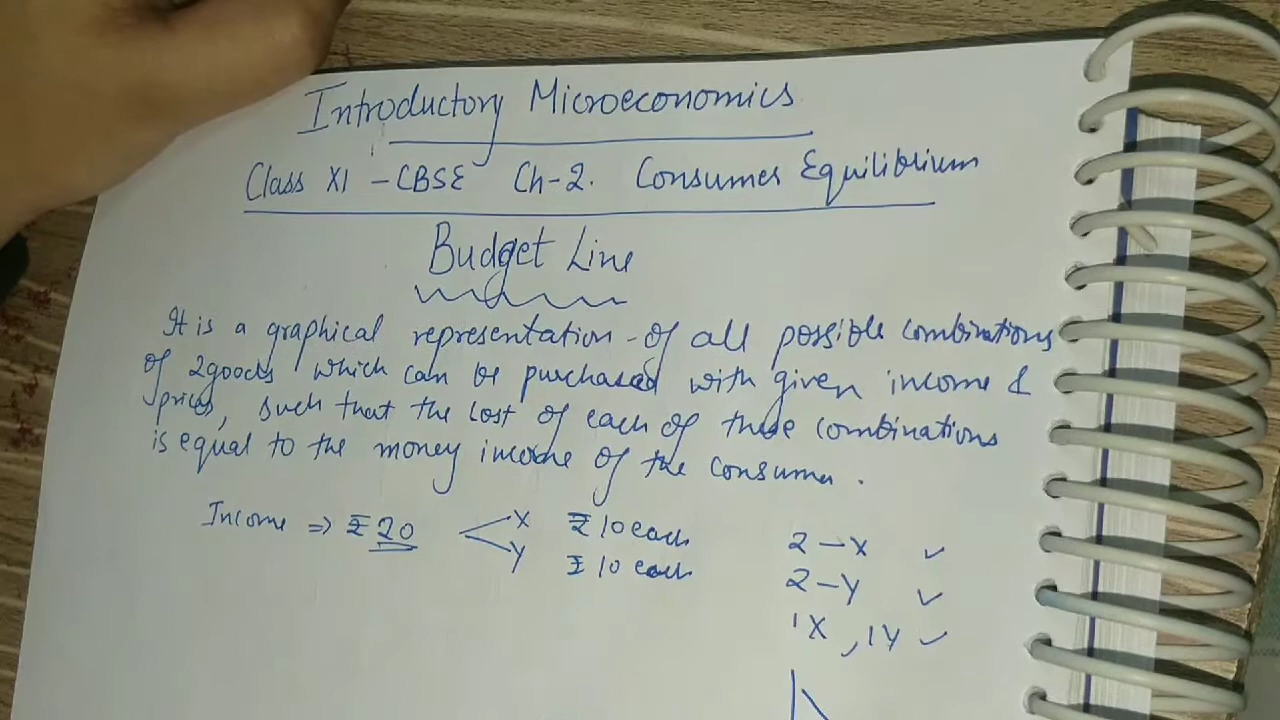 Introductory Microeconomics
Class XI - CBSE Ch-2. Consumer Equilibrium
Budget Line
It is a graphical representation of all possible combinations
of 2goods which can be purchased with given income &
prices, such that the cost of each of these combinations
is equal to the money income of the consumer.
Income ⇒ ₹ 20 < X ₹ 10 each
Y ₹ 10 each
2 - X ✓
2 - Y ✓
1X, 1Y ✓